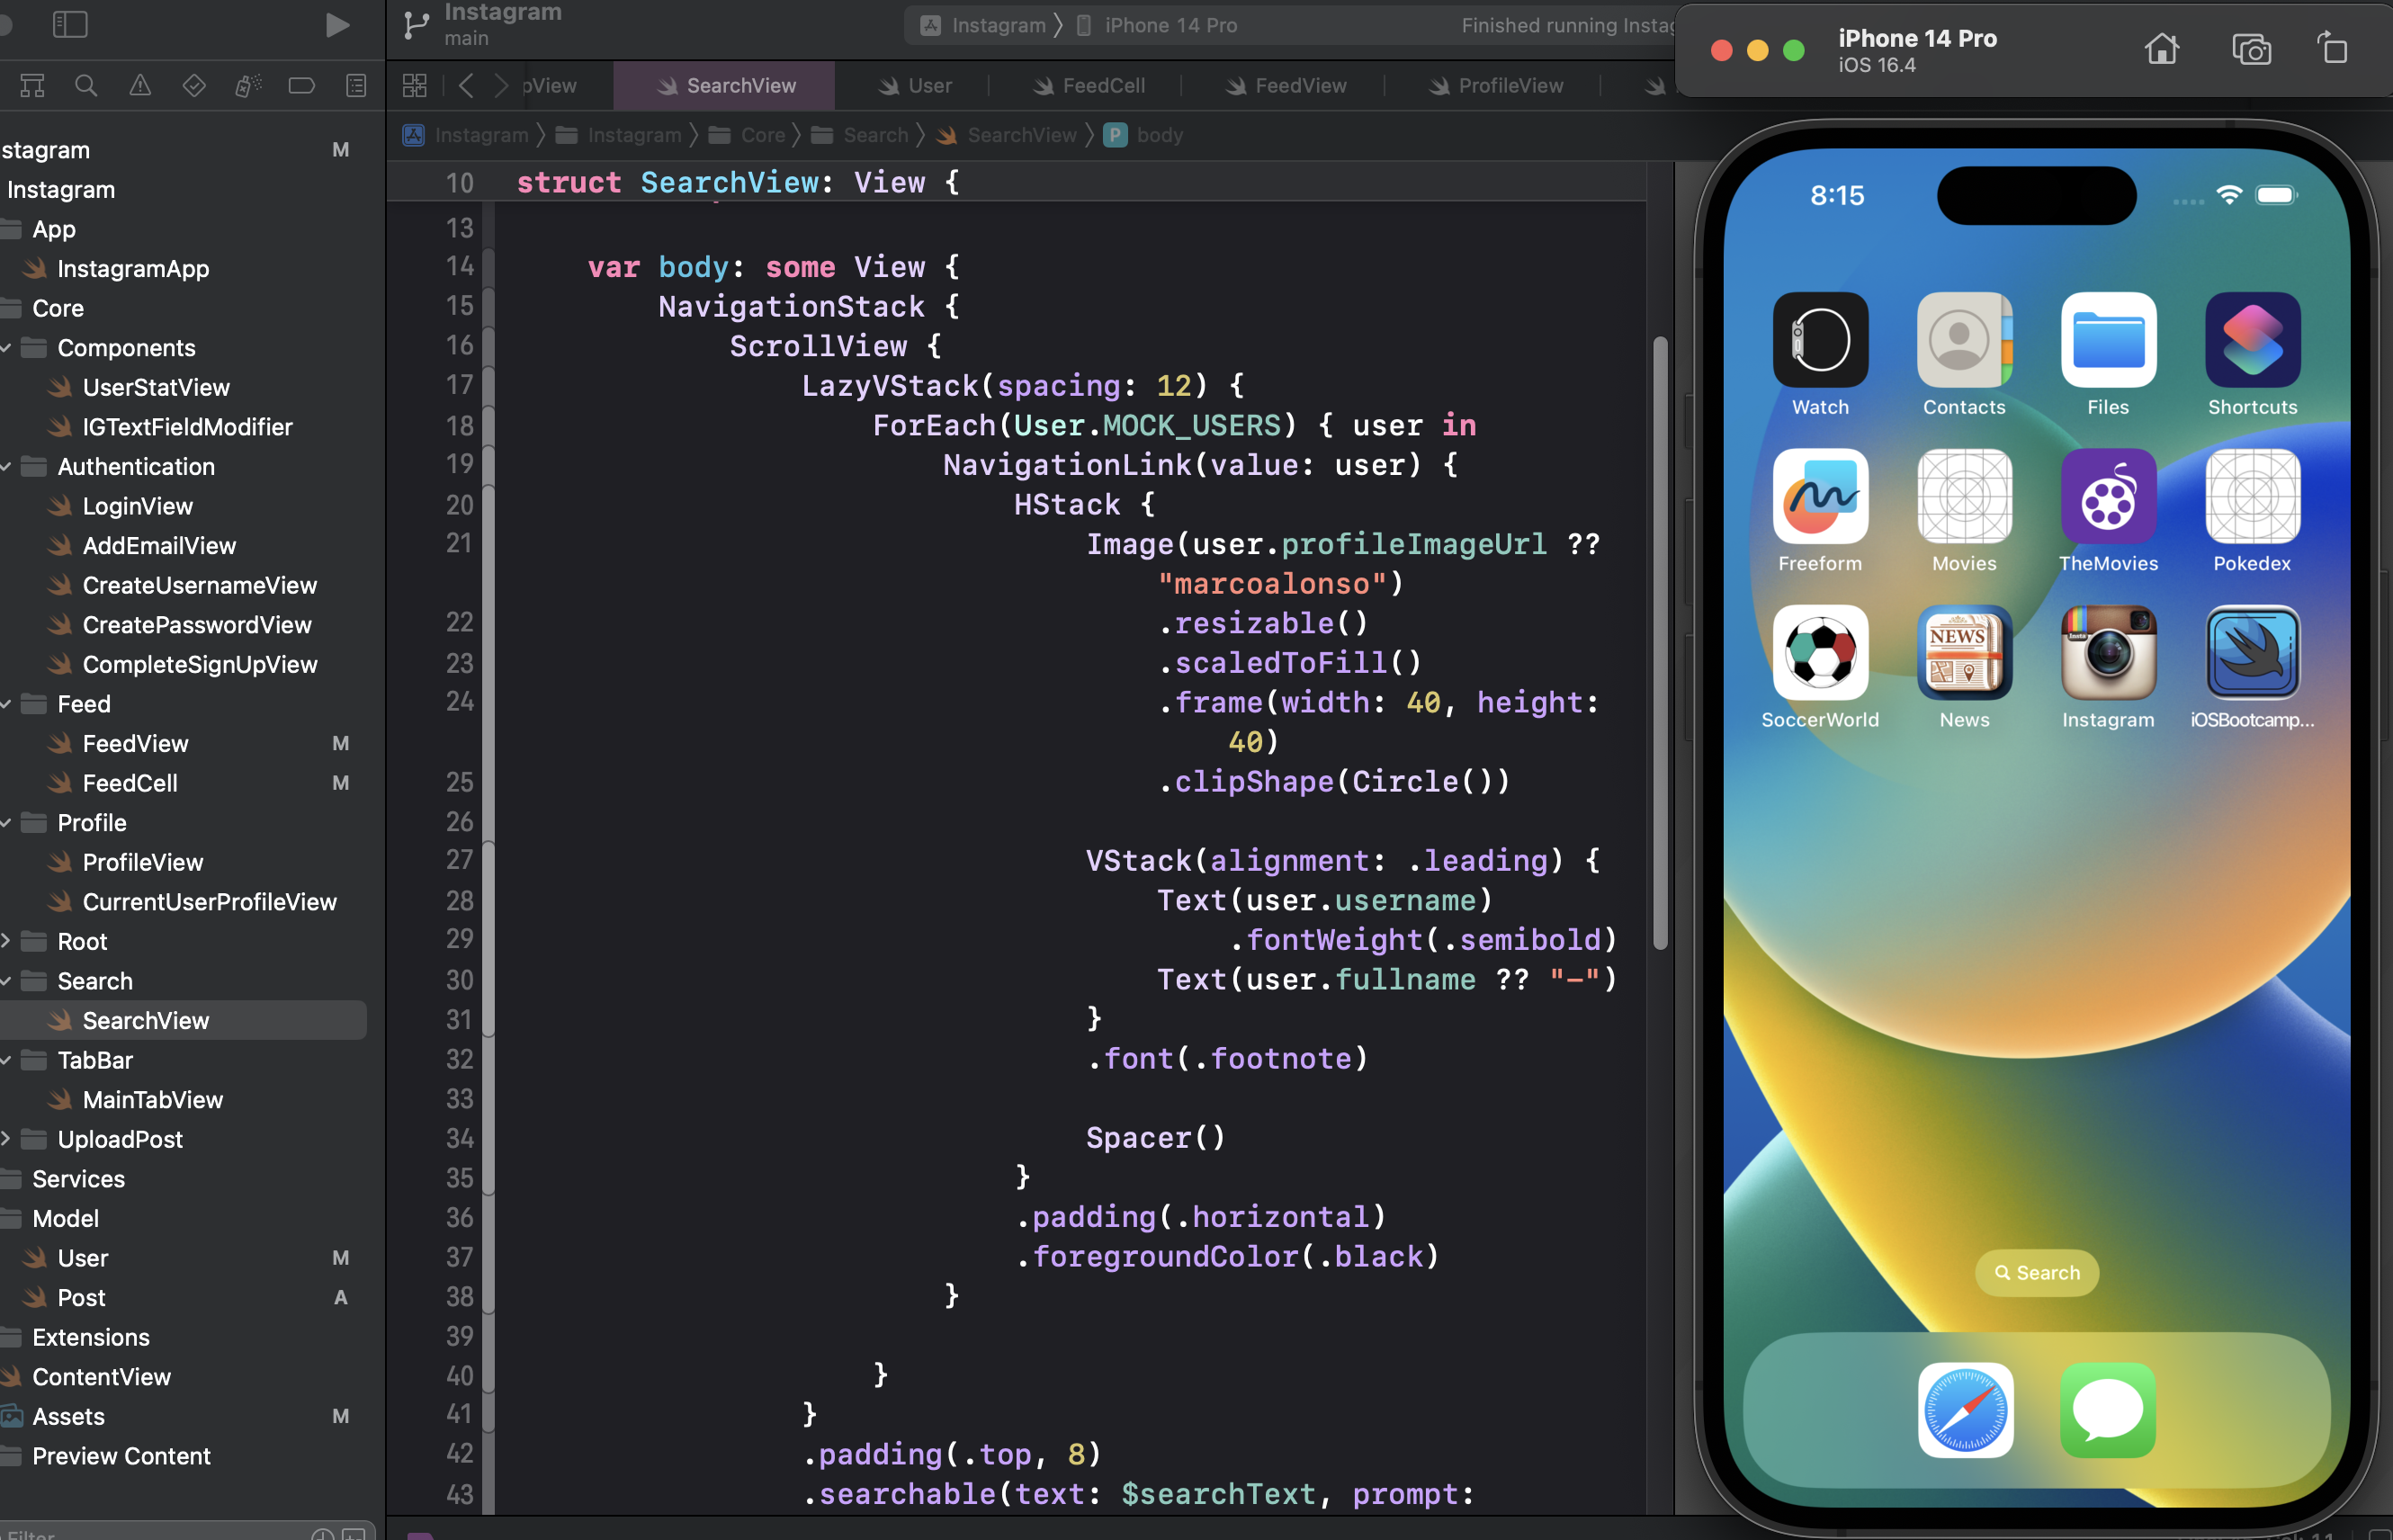 Instagram
main
Instagram
iPhone 14 Pro
Finished running
SearchView
User
FeedCell
FeedView
ProfileView
Instagram
Instagram
Core
Search
SearchView
P
body
M
Instagram
App
InstagramApp
Core
Components
UserStatView
IGTextFieldModifier
Authentication
LoginView
AddEmailView
CreateUsernameView
CreatePasswordView
CompleteSignUpView
Feed
FeedView M
FeedCell M
Profile
ProfileView
CurrentUserProfileView
Root
Search
SearchView
TabBar
MainTabView
UploadPost
Services
Model
User M
Post A
Extensions
ContentView
Assets M
Preview Content
Filter
10 struct SearchView: View {
13
14 var body: some View {
15 NavigationStack {
16 ScrollView {
17 LazyVStack(spacing: 12) {
18 ForEach(User.MOCK_USERS) { user in
19 NavigationLink(value: user) {
20 HStack {
21 Image(user.profileImageUrl ??
"marcoalonso")
22 .resizable()
23 .scaledToFill()
24 .frame(width: 40, height:
40)
25 .clipShape(Circle())
26
27 VStack(alignment: .leading) {
28 Text(user.username)
29 .fontWeight(.semibold)
30 Text(user.fullname ?? "-")
31 }
32 .font(.footnote)
33
34 Spacer()
35 }
36 .padding(.horizontal)
37 .foregroundColor(.black)
38 }
39
40 }
41 }
42 .padding(.top, 8)
43 .searchable(text: $searchText, prompt:
iPhone 14 Pro
iOS 16.4
8:15
Watch
Contacts
Files
Shortcuts
Freeform
Movies
TheMovies
Pokedex
Insta
NEWS
SoccerWorld
News
Instagram
iOSBootcamp...
Search